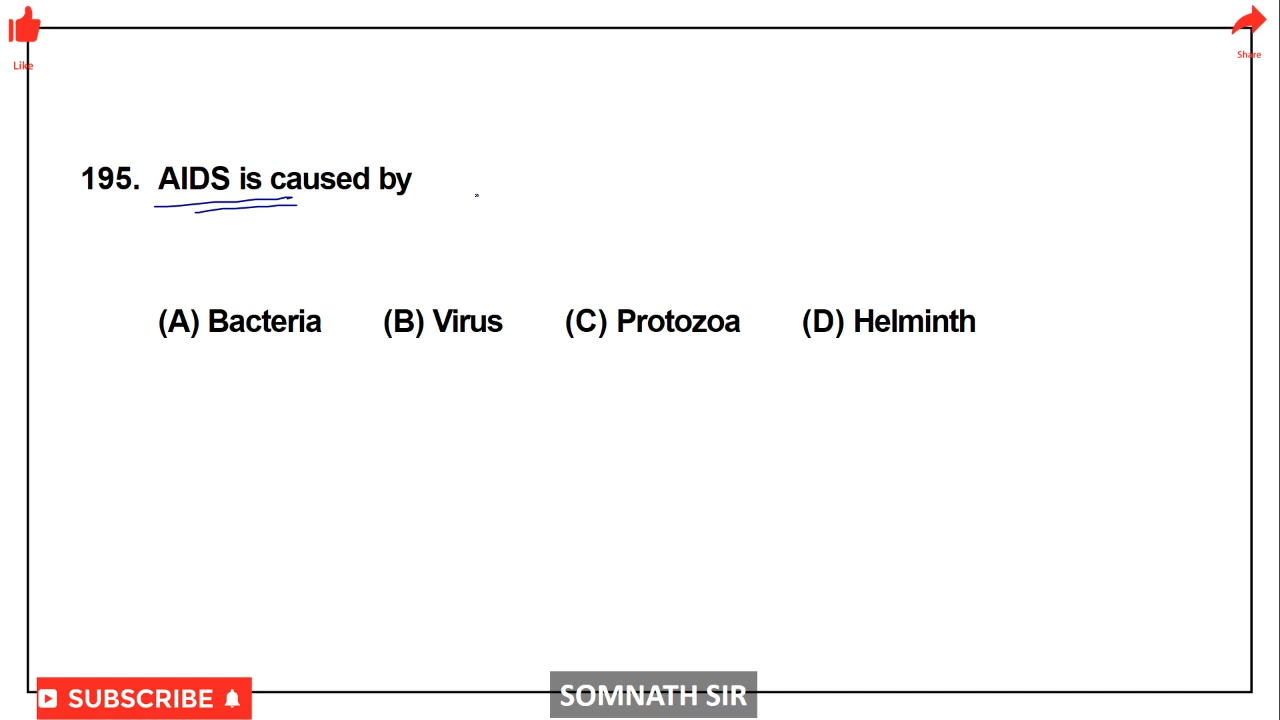 Like
Share
195. AIDS is caused by
(A) Bacteria (B) Virus (C) Protozoa (D) Helminth
SUBSCRIBE
SOMNATH SIR